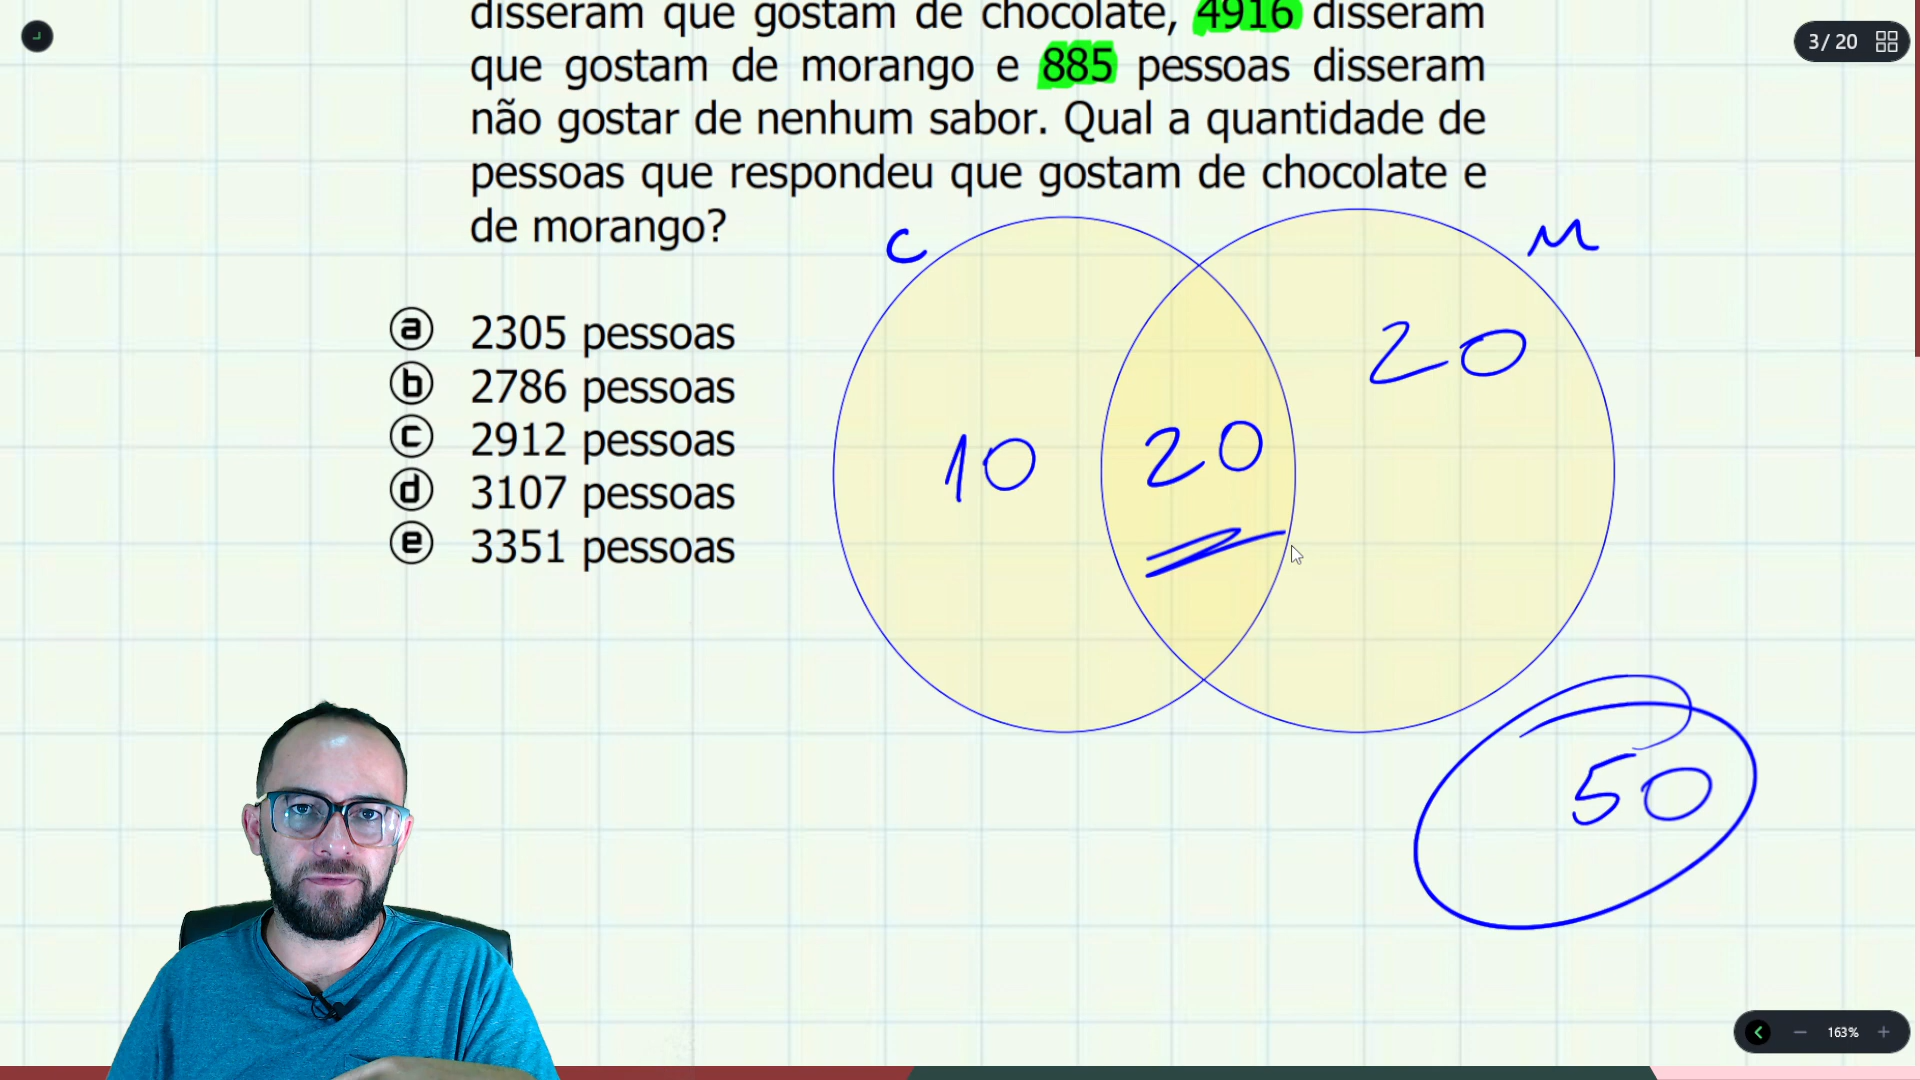 disseram que gostam de chocolate, 4916 disseram
que gostam de morango e 885 pessoas disseram
não gostar de nenhum sabor. Qual a quantidade de
pessoas que respondeu que gostam de chocolate e
de morango?
a 2305 pessoas
b 2786 pessoas
c 2912 pessoas
d 3107 pessoas
e 3351 pessoas
C
M
10
20
20
50
3/ 20
163%